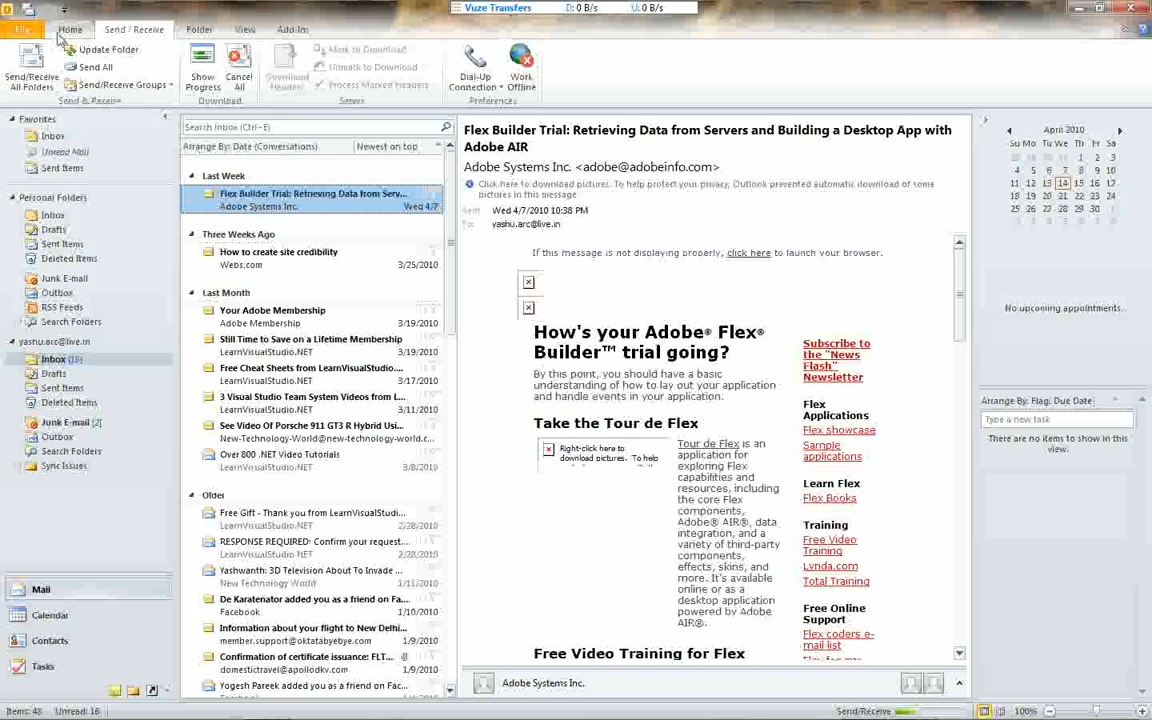 Vuze Transfers D: 0 B/s U: 0 B/s
File Home Send / Receive Folder View Add-Ins
Send/Receive All Folders
Update Folder
Send All
Send/Receive Groups
Send & Receive
Show Progress
Cancel All
Download
Download Headers
Mark to Download
Unmark to Download
Process Marked Headers
Server
Dial-Up Connection
Work Offline
Preferences
Favorites
Inbox
Unread Mail
Sent Items
Personal Folders
Inbox
Drafts
Sent Items
Deleted Items
Junk E-mail
Outbox
RSS Feeds
Search Folders
yashu.arc@live.in
Inbox (16)
Drafts
Sent Items
Deleted Items
Junk E-mail [2]
Outbox
Search Folders
Sync Issues
Mail
Calendar
Contacts
Tasks
Search Inbox (Ctrl+E)
Arrange By: Date (Conversations) Newest on top
Last Week
Flex Builder Trial: Retrieving Data from Serv...
Adobe Systems Inc. Wed 4/7
Three Weeks Ago
How to create site credibility
Webs.com 3/25/2010
Last Month
Your Adobe Membership
Adobe Membership 3/19/2010
Still Time to Save on a Lifetime Membership
LearnVisualStudio.NET 3/19/2010
Free Cheat Sheets from LearnVisualStudio....
LearnVisualStudio.NET 3/17/2010
3 Visual Studio Team System Videos from L...
LearnVisualStudio.NET 3/11/2010
See Video Of Porsche 911 GT3 R Hybrid Usi...
New-Technology-World@new-technology-world.c...
Over 800 .NET Video Tutorials
LearnVisualStudio.NET 3/8/2010
Older
Free Gift - Thank you from LearnVisualStudi...
LearnVisualStudio.NET 2/28/2010
RESPONSE REQUIRED: Confirm your request...
LearnVisualStudio.NET 2/28/2010
Yashwanth: 3D Television About To Invade ...
New Technology World 1/11/2010
De Karatenator added you as a friend on Fa...
Facebook 1/10/2010
Information about your flight to New Delhi...
member.support@oktatabyebye.com 1/9/2010
Confirmation of certificate issuance: FLT...
domestictravel@apollodkv.com 1/9/2010
Yogesh Pareek added you as a friend on Fa...
Flex Builder Trial: Retrieving Data from Servers and Building a Desktop App with
Adobe AIR
Adobe Systems Inc. <adobe@adobeinfo.com>
Click here to download pictures. To help protect your privacy, Outlook prevented automatic download of some
pictures in this message
Sent: Wed 4/7/2010 10:38 PM
To: yashu.arc@live.in
If this message is not displaying properly, click here to launch your browser.
How's your Adobe® Flex®
Builder™ trial going?
By this point, you should have a basic
understanding of how to lay out your application
and handle events in your application.
Take the Tour de Flex
Right-click here to
download pictures. To help
Tour de Flex is an
application for
exploring Flex
capabilities and
resources, including
the core Flex
components,
Adobe® AIR®, data
integration, and a
variety of third-party
components,
effects, skins, and
more. It's available
online or as a
desktop application
powered by Adobe
AIR®.
Free Video Training for Flex
Subscribe to
the "News
Flash"
Newsletter
Flex
Applications
Flex showcase
Sample
applications
Learn Flex
Flex Books
Training
Free Video
Training
Lynda.com
Total Training
Free Online
Support
Flex coders e-
mail list
Adobe Systems Inc.
April 2010
Su Mo Tu We Th Fr Sa
1 2 3
4 5 6 7 8 9 10
11 12 13 14 15 16 17
18 19 20 21 22 23 24
25 26 27 28 29 30
No upcoming appointments.
Arrange By: Flag: Due Date
Type a new task
There are no items to show in this
view.
Items: 48 Unread: 16 Send/Receive 100%